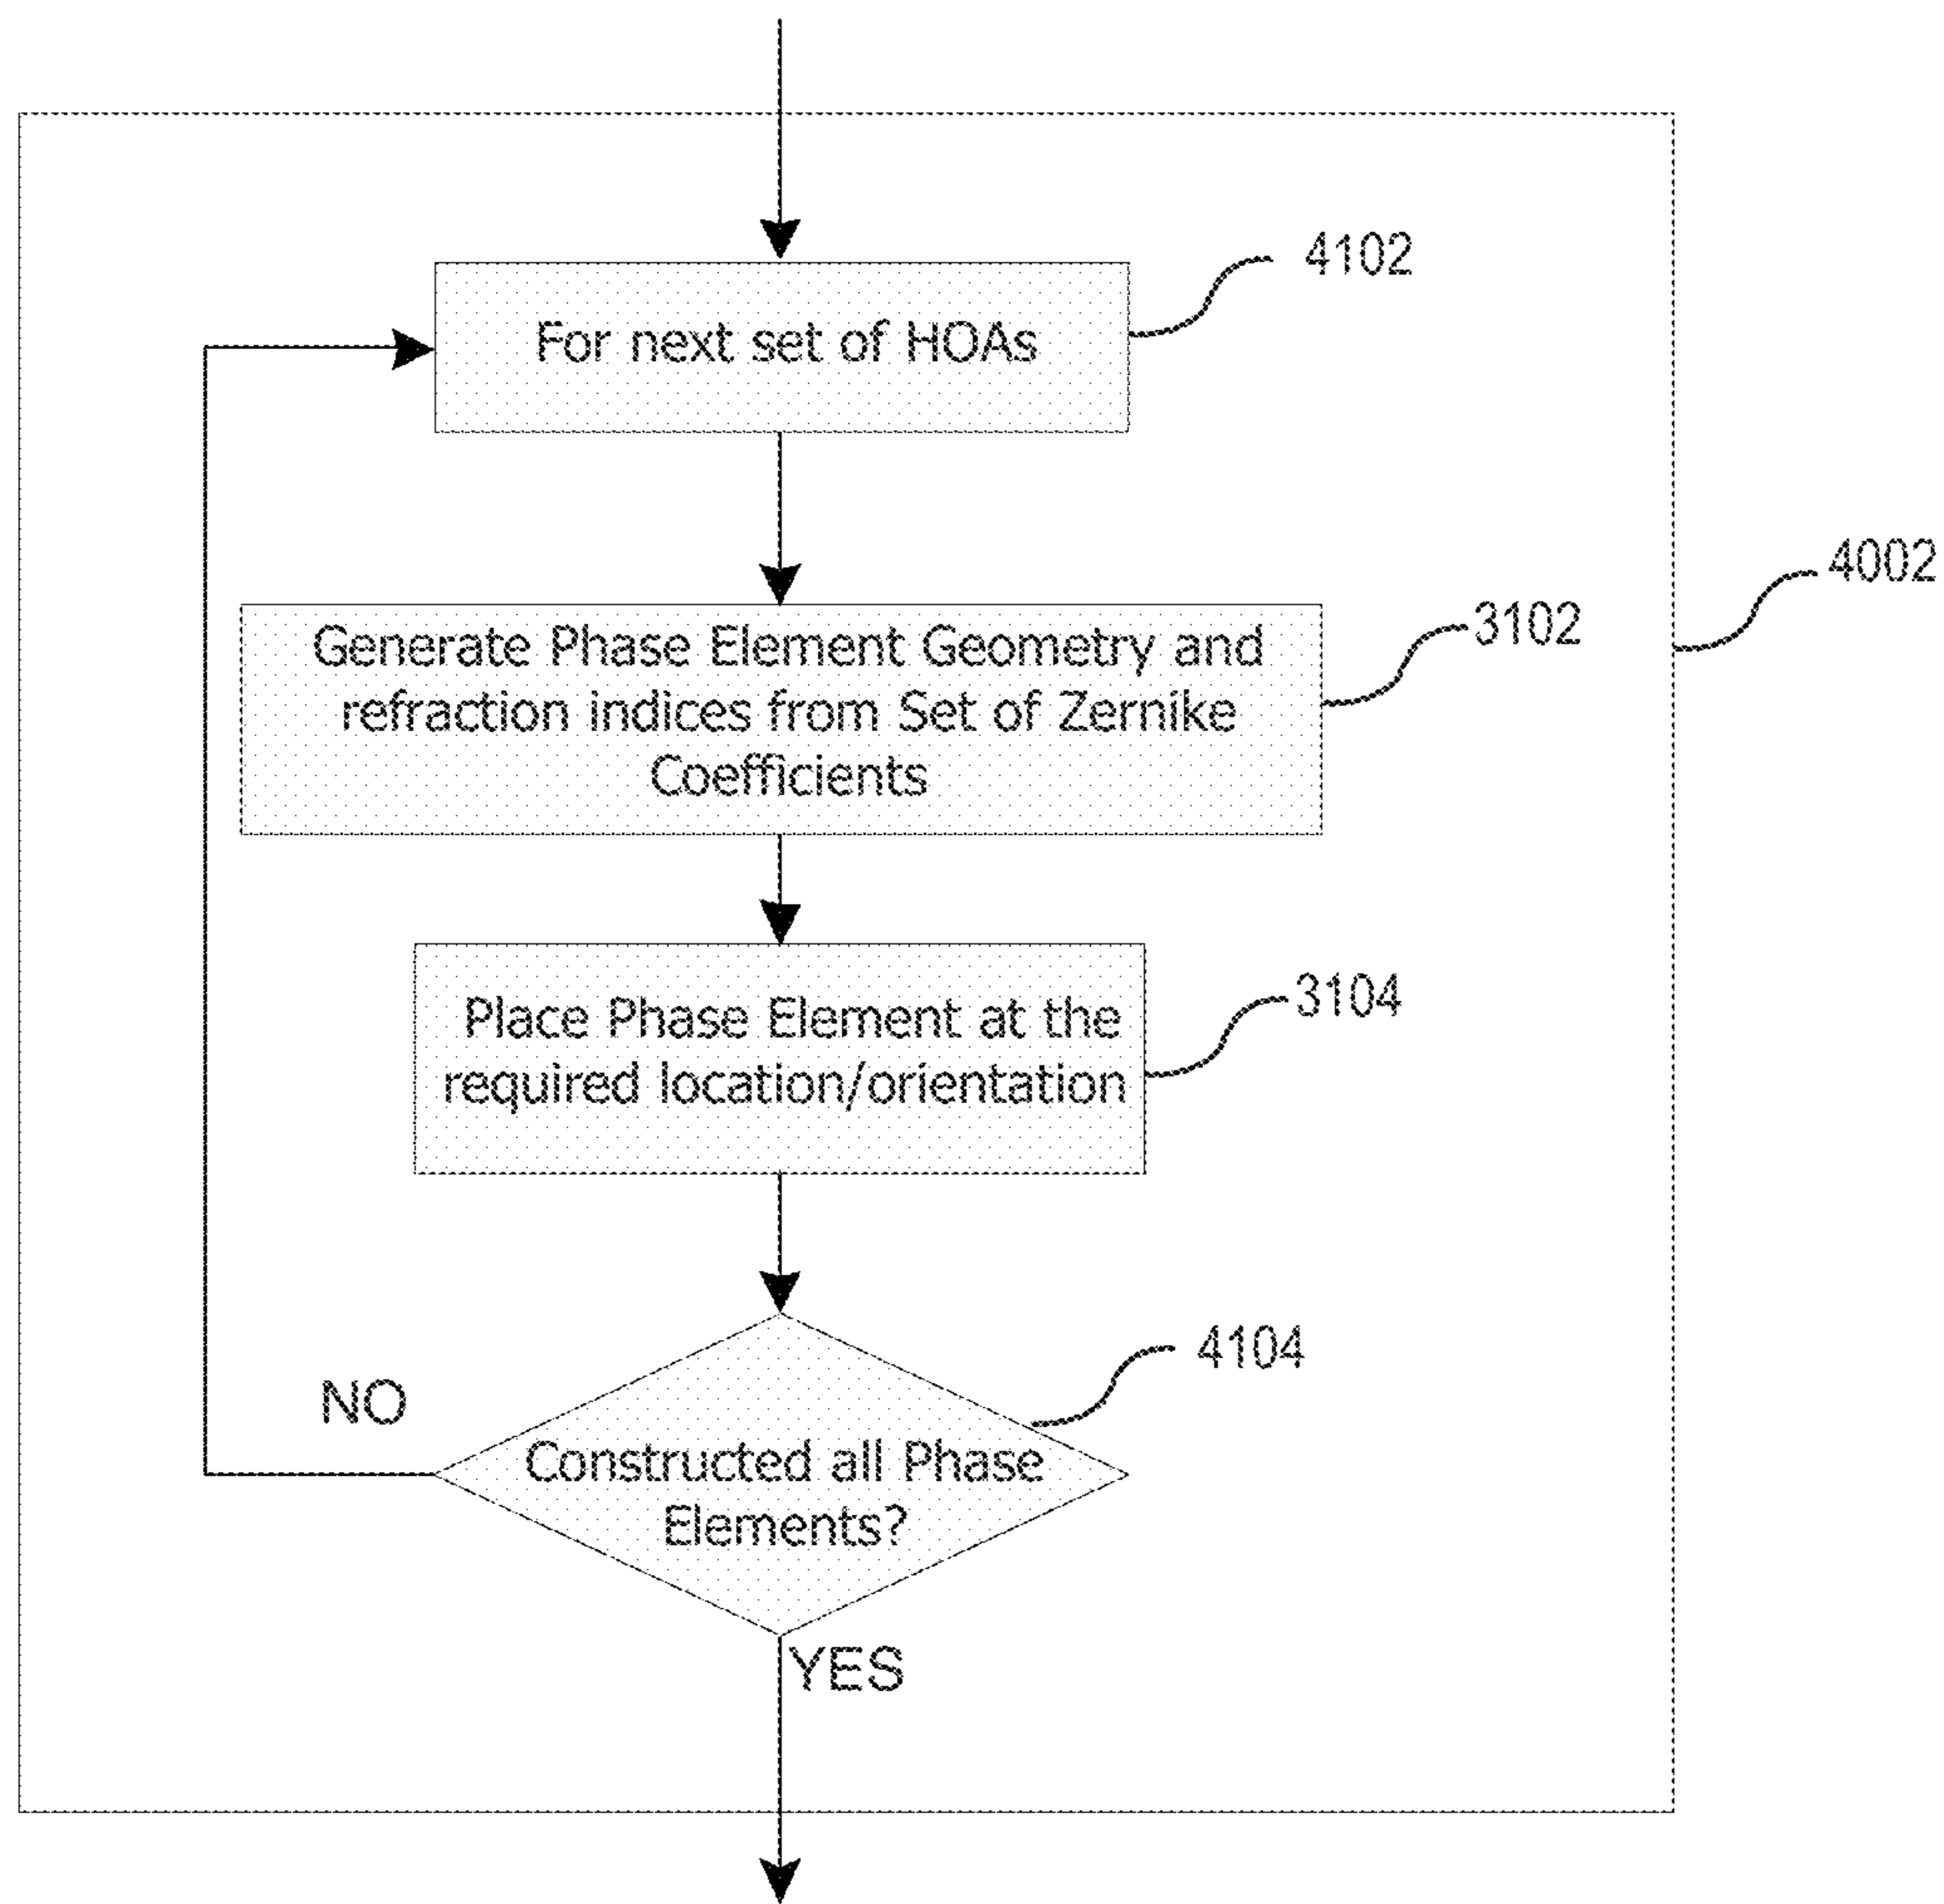 4102
For next set of HOAs
4002
3102
Generate Phase Element Geometry and
refraction indices from Set of Zernike
Coefficients
3104
Place Phase Element at the
required location/orientation
4104
NO
Constructed all Phase
Elements?
YES